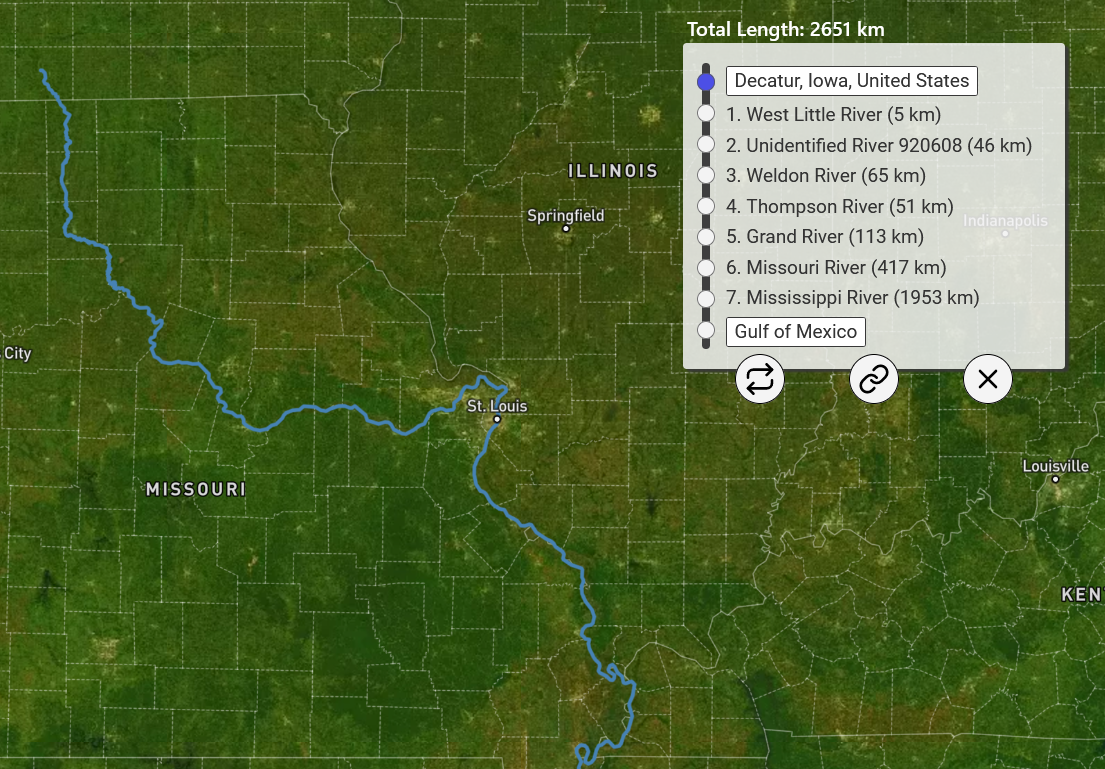 Total Length: 2651 km
Decatur, Iowa, United States
1. West Little River (5 km)
2. Unidentified River 920608 (46 km)
3. Weldon River (65 km)
4. Thompson River (51 km)
5. Grand River (113 km)
6. Missouri River (417 km)
7. Mississippi River (1953 km)
Gulf of Mexico
ILLINOIS
Springfield
Indianapolis
City
St. Louis
Louisville
MISSOURI
KEN